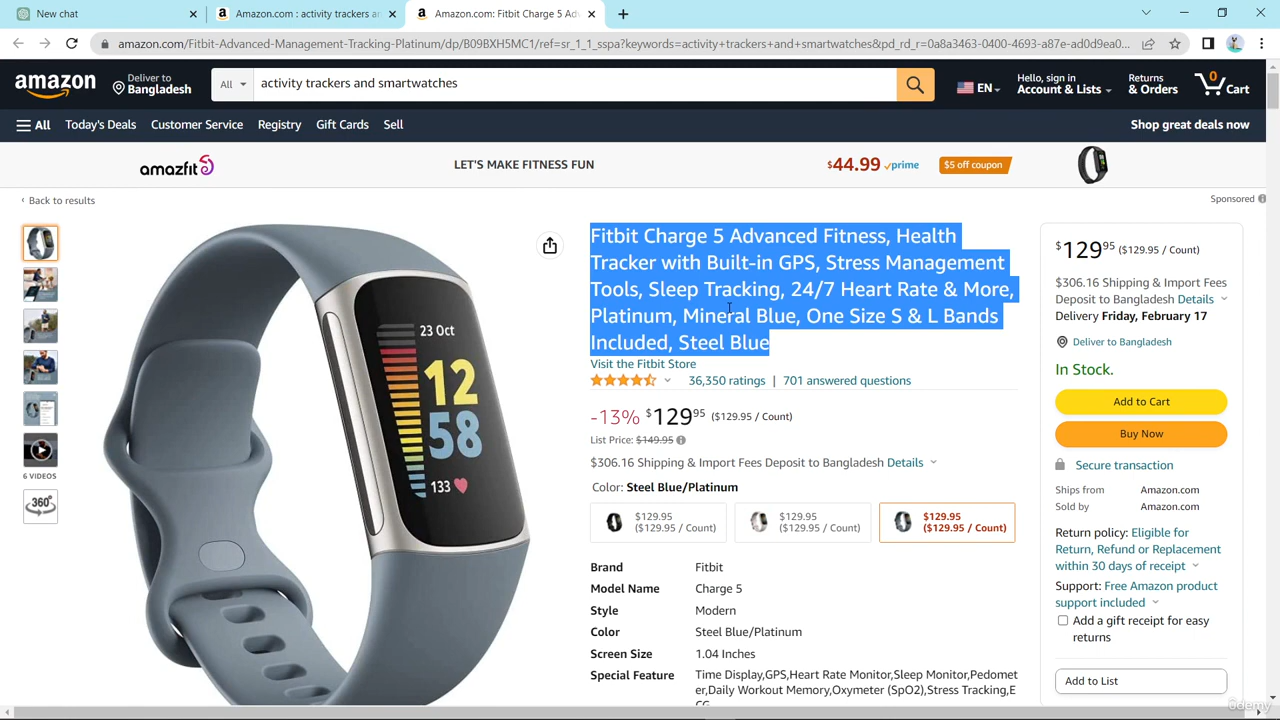 New chat
Amazon.com : activity trackers an
Amazon.com: Fitbit Charge 5 Adv
amazon.com/Fitbit-Advanced-Management-Tracking-Platinum/dp/B09BXH5MC1/ref=sr_1_1_sspa?keywords=activity+trackers+and+smartwatches&pd_rd_r=0a8a3463-0400-4693-a87e-ad0d9ea0...
amazon
Deliver to
Bangladesh
All
activity trackers and smartwatches
EN
Hello, sign in
Account & Lists
Returns
& Orders
0
Cart
All
Today's Deals
Customer Service
Registry
Gift Cards
Sell
Shop great deals now
amazfit
LET'S MAKE FITNESS FUN
$44.99 prime
$5 off coupon
‹ Back to results
Sponsored
Fitbit Charge 5 Advanced Fitness, Health
Tracker with Built-in GPS, Stress Management
Tools, Sleep Tracking, 24/7 Heart Rate & More,
Platinum, Mineral Blue, One Size S & L Bands
Included, Steel Blue
Visit the Fitbit Store
36,350 ratings | 701 answered questions
-13% $129.95 ($129.95 / Count)
List Price: $149.95
$306.16 Shipping & Import Fees Deposit to Bangladesh Details
Color: Steel Blue/Platinum
$129.95
($129.95 / Count)
$129.95
($129.95 / Count)
$129.95
($129.95 / Count)
Brand Fitbit
Model Name Charge 5
Style Modern
Color Steel Blue/Platinum
Screen Size 1.04 Inches
Special Feature Time Display,GPS,Heart Rate Monitor,Sleep Monitor,Pedomet
er,Daily Workout Memory,Oxymeter (SpO2),Stress Tracking,E
CG
23 Oct
12
58
133
6 VIDEOS
360°
$129.95 ($129.95 / Count)
$306.16 Shipping & Import Fees
Deposit to Bangladesh Details
Delivery Friday, February 17
Deliver to Bangladesh
In Stock.
Add to Cart
Buy Now
Secure transaction
Ships from Amazon.com
Sold by Amazon.com
Return policy: Eligible for
Return, Refund or Replacement
within 30 days of receipt
Support: Free Amazon product
support included
Add a gift receipt for easy
returns
Add to List
ûdemy